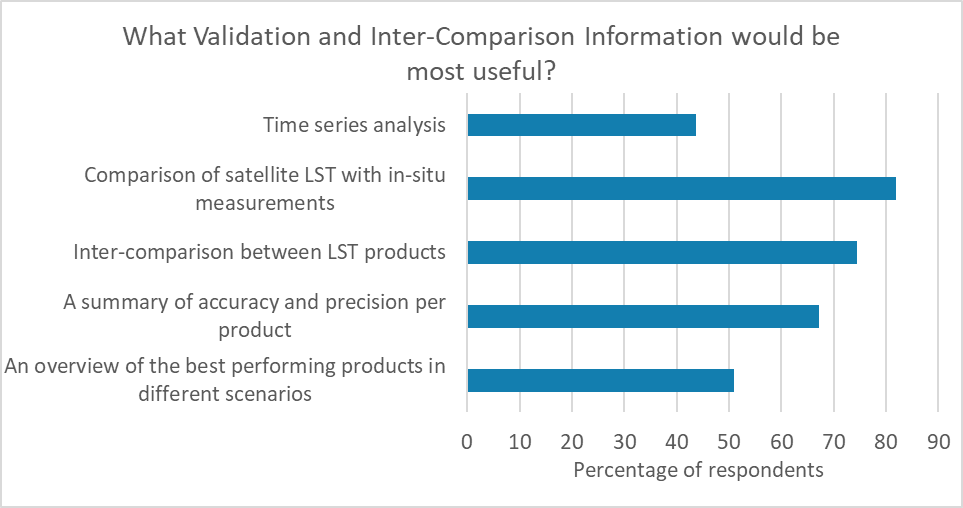 What Validation and Inter-Comparison Information would be
most useful?
Time series analysis
Comparison of satellite LST with in-situ
measurements
Inter-comparison between LST products
A summary of accuracy and precision per
product
An overview of the best performing products in
different scenarios
0 10 20 30 40 50 60 70 80 90
Percentage of respondents